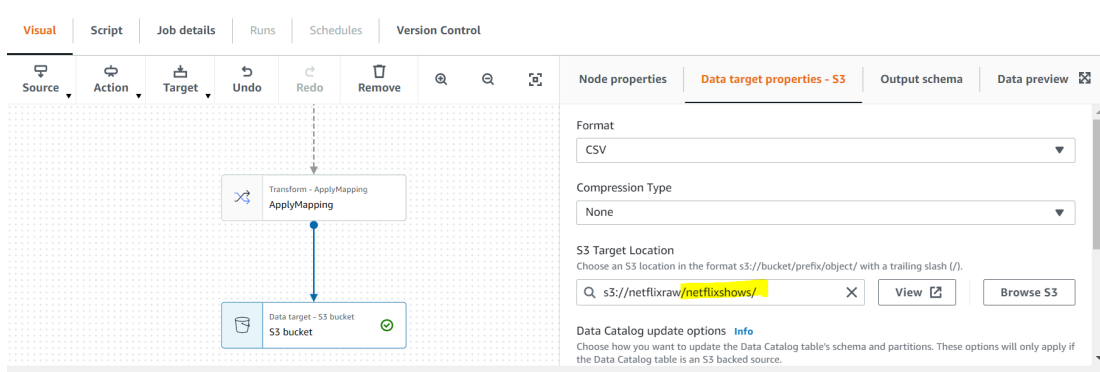 Visual
Script
Job details
Runs
Schedules
Version Control
Source
Action
Target
Undo
Redo
Remove
Node properties
Data target properties - S3
Output schema
Data preview
Transform - ApplyMapping
ApplyMapping
Data target - S3 bucket
S3 bucket
Format
CSV
Compression Type
None
S3 Target Location
Choose an S3 location in the format s3://bucket/prefix/object/ with a trailing slash (/).
s3://netflixraw/netflixshows/
View
Browse S3
Data Catalog update options Info
Choose how you want to update the Data Catalog table's schema and partitions. These options will only apply if
the Data Catalog table is an S3 backed source.